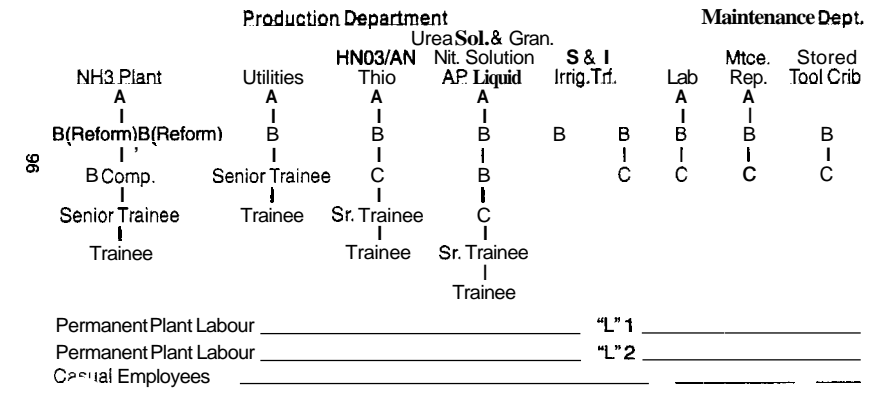 Production Department Maintenance Dept.
Urea Sol. & Gran.
HN03/AN Nit. Solution S & I Mtce. Stored
NH3 Plant Utilities Thio A.P. Liquid Irrig. Trf. Lab Rep. Tool Crib
A A A A A A
B(Reform) B(Reform) B B B B B B B B
B Comp. Senior Trainee C B C C C C
Senior Trainee Trainee Sr. Trainee C
Trainee Trainee Sr. Trainee
Trainee
Permanent Plant Labour "L" 1
Permanent Plant Labour "L" 2
Casual Employees
96